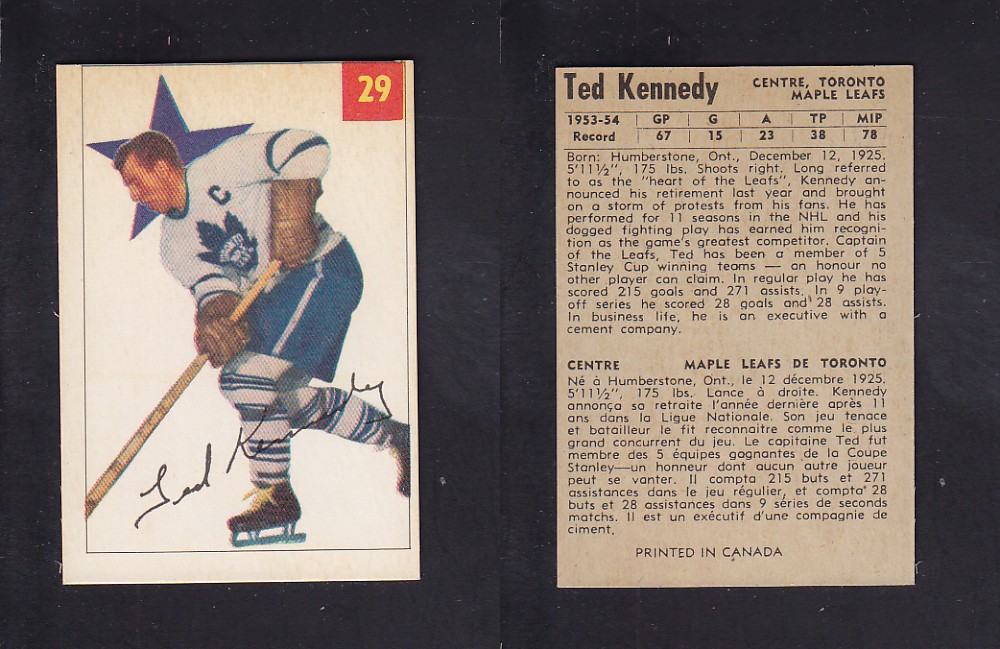 29
C
Ted Kennedy
Ted Kennedy CENTRE, TORONTO
MAPLE LEAFS
1953-54 GP G A TP MIP
Record 67 15 23 38 78
Born: Humberstone, Ont., December 12, 1925.
5'11½", 175 lbs. Shoots right. Long referred
to as the "heart of the Leafs", Kennedy an-
nounced his retirement last year and brought
on a storm of protests from his fans. He has
performed for 11 seasons in the NHL and his
dogged fighting play has earned him recogni-
tion as the game's greatest competitor. Captain
of the Leafs, Ted has been a member of 5
Stanley Cup winning teams — an honour no
other player can claim. In regular play he has
scored 215 goals and 271 assists. In 9 play-
off series he scored 28 goals and 28 assists.
In business life, he is an executive with a
cement company.
CENTRE MAPLE LEAFS DE TORONTO
Né à Humberstone, Ont., le 12 décembre 1925.
5'11½", 175 lbs. Lance à droite. Kennedy
annonça sa retraite l'année dernière après 11
ans dans la Ligue Nationale. Son jeu tenace
et batailleur le fit reconnaitre comme le plus
grand concurrent du jeu. Le capitaine Ted fut
membre des 5 équipes gagnantes de la Coupe
Stanley—un honneur dont aucun autre joueur
peut se vanter. Il compta 215 buts et 271
assistances dans le jeu régulier, et compta 28
buts et 28 assistances dans 9 séries de seconds
matchs. Il est un exécutif d'une compagnie de
ciment.
PRINTED IN CANADA